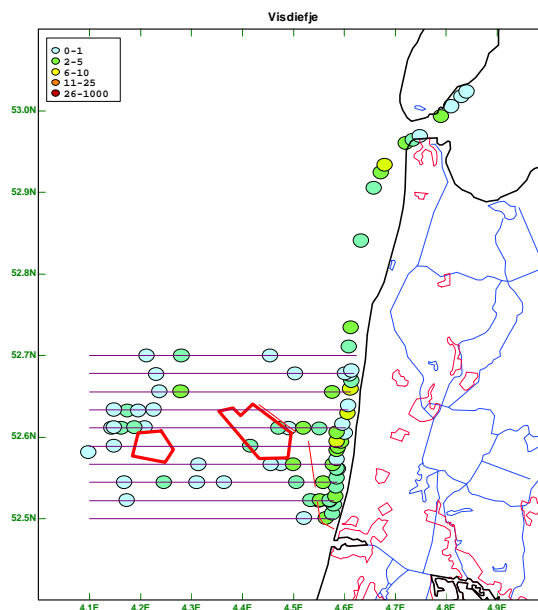 Visdiefje
0-1
2-5
6-10
11-25
26-1000
53.0N
52.9N
52.8N
52.7N
52.6N
52.5N
4.1E 4.2E 4.3E 4.4E 4.5E 4.6E 4.7E 4.8E 4.9E